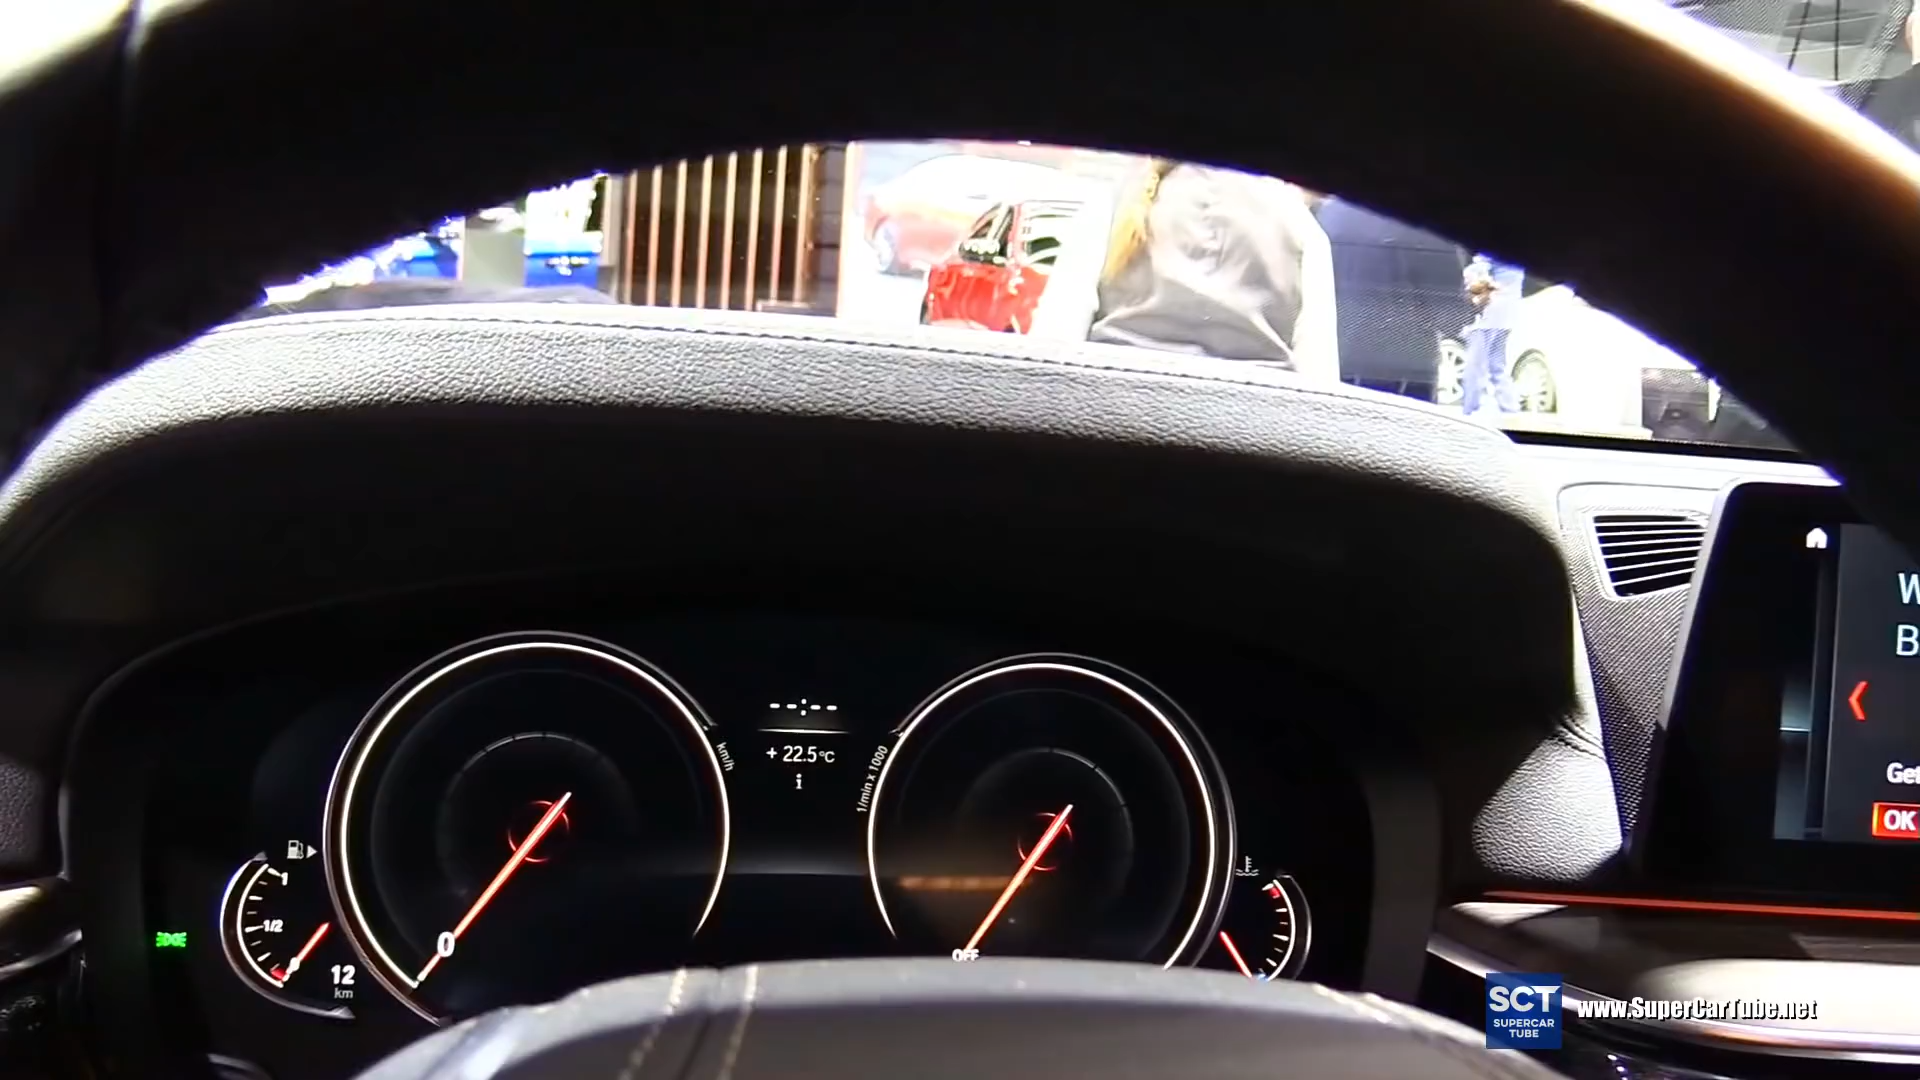 --:--
+ 22.5°C
i
km/h
1/min x 1000
1
1/2
0
12
km
0
OFF
W
B
Get
OK
SCT
SUPERCAR
TUBE
www.SuperCarTube.net